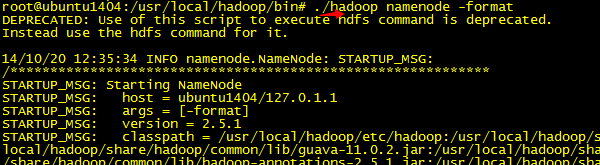 root@ubuntu1404:/usr/local/hadoop/bin# ./hadoop namenode -format
DEPRECATED: Use of this script to execute hdfs command is deprecated.
Instead use the hdfs command for it.
14/10/20 12:35:34 INFO namenode.NameNode: STARTUP_MSG:
/************************************************************
STARTUP_MSG: Starting NameNode
STARTUP_MSG:   host = ubuntu1404/127.0.1.1
STARTUP_MSG:   args = [-format]
STARTUP_MSG:   version = 2.5.1
STARTUP_MSG:   classpath = /usr/local/hadoop/etc/hadoop:/usr/local/hadoop/s
local/hadoop/share/hadoop/common/lib/guava-11.0.2.jar:/usr/local/hadoop/sha
/share/hadoop/common/lib/hadoop-annotations-2.5.1.jar:/usr/local/hadoop/sha